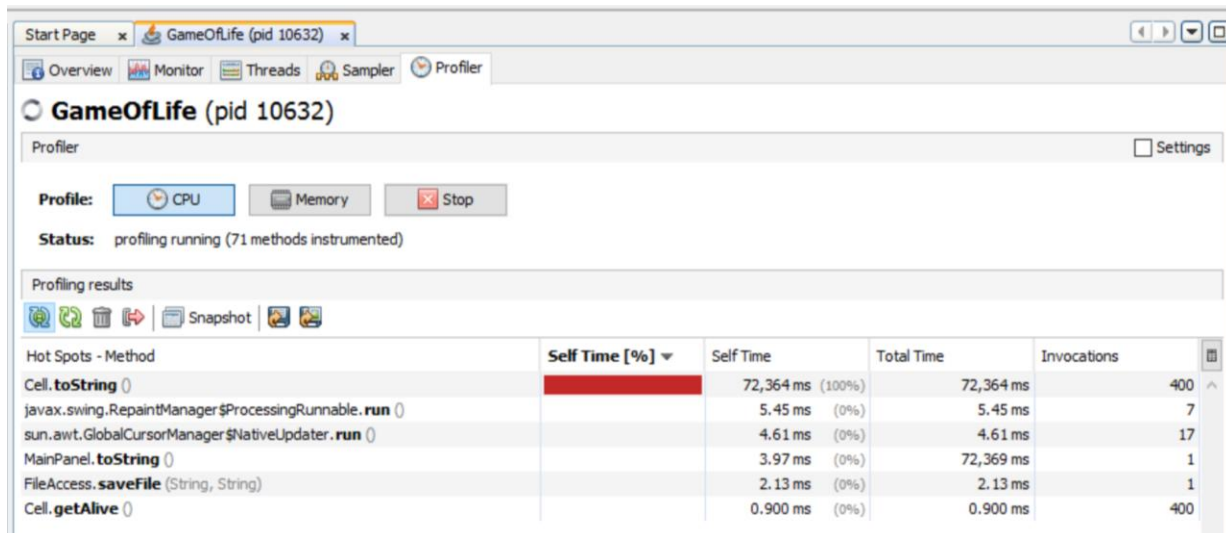 Start Page x GameOfLife (pid 10632) x
Overview Monitor Threads Sampler Profiler
GameOfLife (pid 10632)
Profiler Settings
Profile: CPU Memory Stop
Status: profiling running (71 methods instrumented)
Profiling results
Snapshot
Hot Spots - Method Self Time [%] Self Time Total Time Invocations
Cell.toString () 72,364 ms (100%) 72,364 ms 400
javax.swing.RepaintManager$ProcessingRunnable.run () 5.45 ms (0%) 5.45 ms 7
sun.awt.GlobalCursorManager$NativeUpdater.run () 4.61 ms (0%) 4.61 ms 17
MainPanel.toString () 3.97 ms (0%) 72,369 ms 1
FileAccess.saveFile (String, String) 2.13 ms (0%) 2.13 ms 1
Cell.getAlive () 0.900 ms (0%) 0.900 ms 400